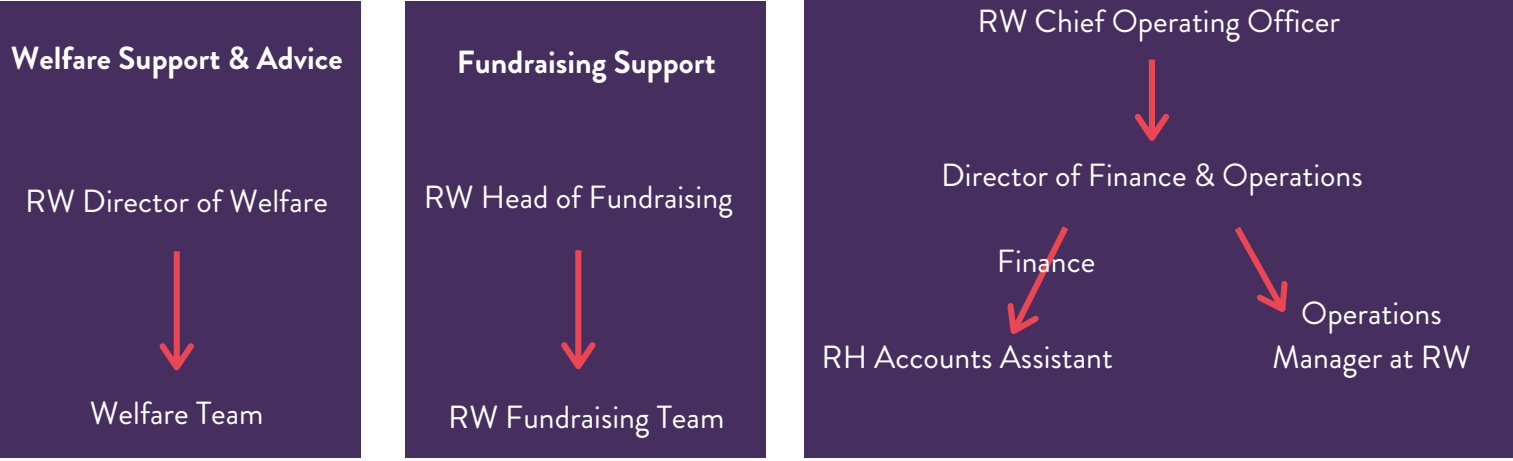 Welfare Support & Advice
RW Director of Welfare
Welfare Team
Fundraising Support
RW Head of Fundraising
RW Fundraising Team
RW Chief Operating Officer
Director of Finance & Operations
Finance
RH Accounts Assistant
Operations
Manager at RW